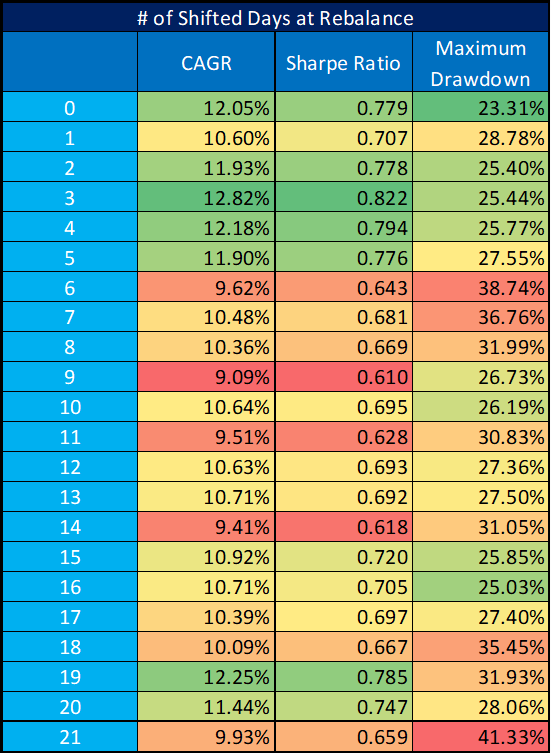 # of Shifted Days at Rebalance
CAGR Sharpe Ratio Maximum Drawdown
0 12.05% 0.779 23.31%
1 10.60% 0.707 28.78%
2 11.93% 0.778 25.40%
3 12.82% 0.822 25.44%
4 12.18% 0.794 25.77%
5 11.90% 0.776 27.55%
6 9.62% 0.643 38.74%
7 10.48% 0.681 36.76%
8 10.36% 0.669 31.99%
9 9.09% 0.610 26.73%
10 10.64% 0.695 26.19%
11 9.51% 0.628 30.83%
12 10.63% 0.693 27.36%
13 10.71% 0.692 27.50%
14 9.41% 0.618 31.05%
15 10.92% 0.720 25.85%
16 10.71% 0.705 25.03%
17 10.39% 0.697 27.40%
18 10.09% 0.667 35.45%
19 12.25% 0.785 31.93%
20 11.44% 0.747 28.06%
21 9.93% 0.659 41.33%